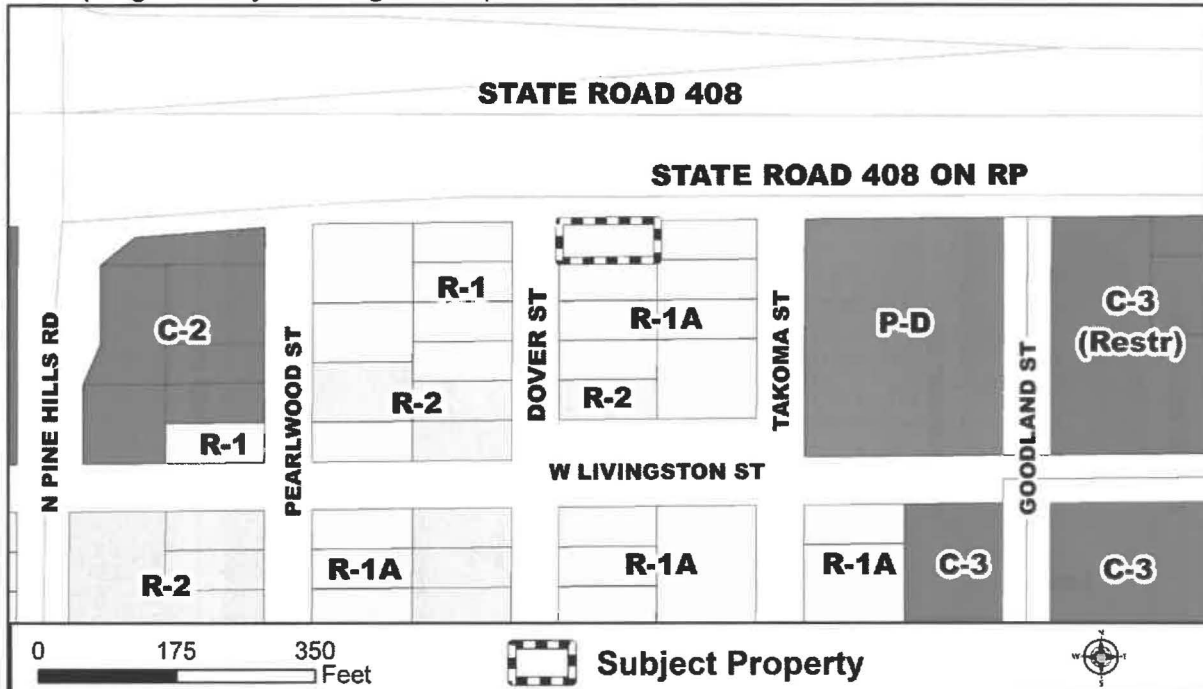 STATE ROAD 408
STATE ROAD 408 ON RP
N PINE HILLS RD
C-2
R-1
PEARLWOOD ST
R-1
R-2
DOVER ST
R-1A
R-2
TAKOMA ST
P-D
GOODLAND ST
C-3
(Restr)
W LIVINGSTON ST
R-2
R-1A
R-1A
R-1A
C-3
C-3
0 175 350
Feet
Subject Property
N
W
S